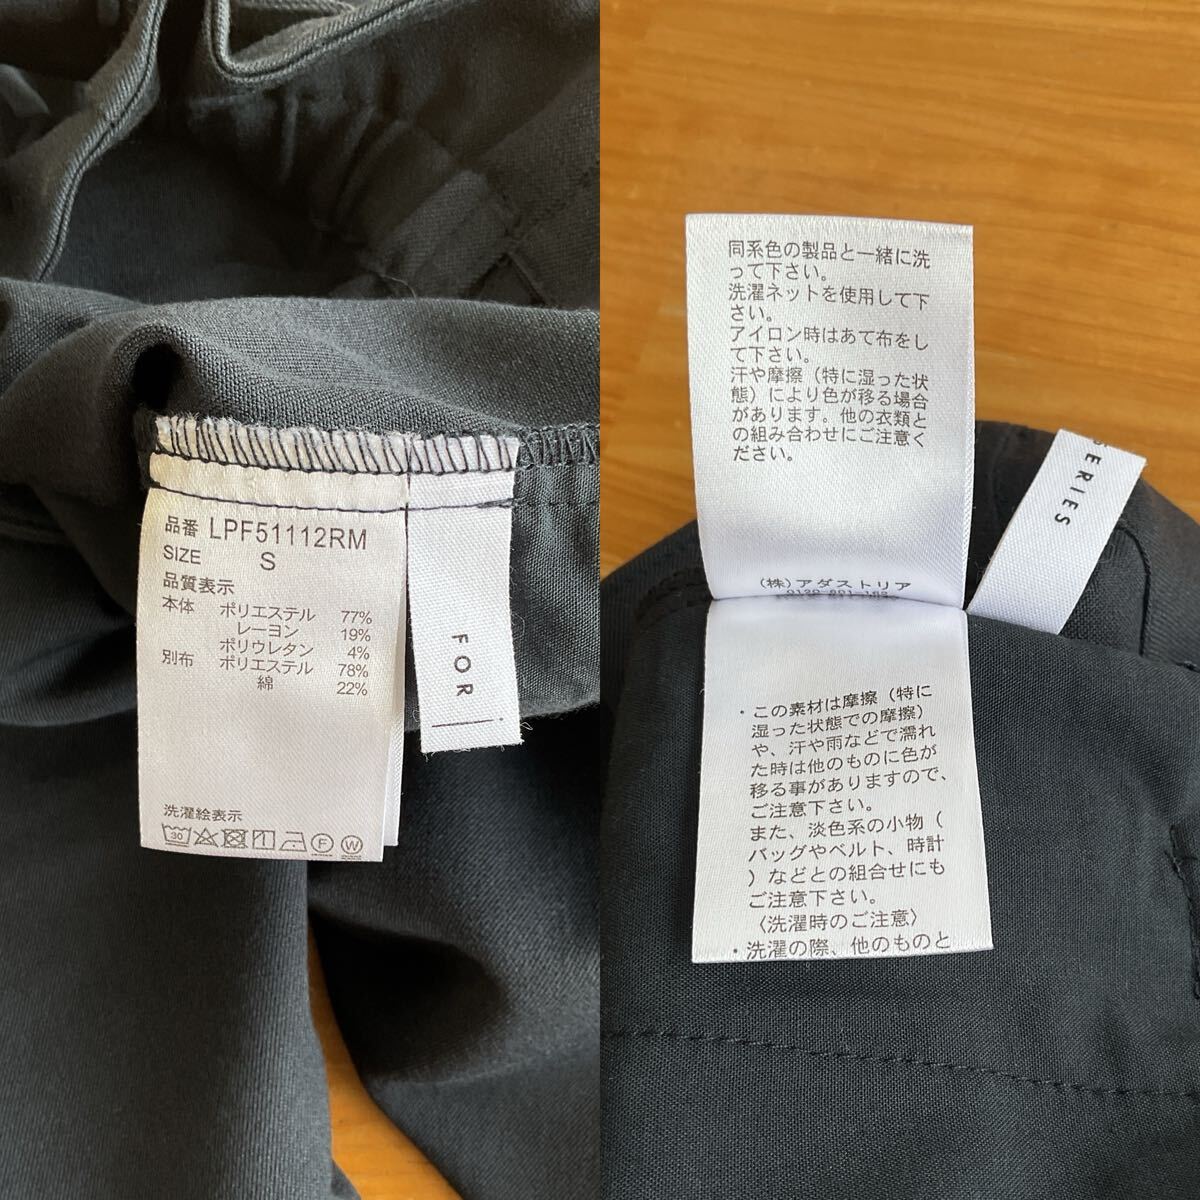 品番 LPF51112RM
SIZE S
品質表示
本体 ポリエステル 77%
レーヨン 19%
ポリウレタン 4%
別布 ポリエステル 78%
綿 22%
洗濯絵表示
30 F W
FOR
同系色の製品と一緒に洗
って下さい。
洗濯ネットを使用して下
さい。
アイロン時はあて布をし
て下さい。
汗や摩擦（特に湿った状
態）により色が移る場合
があります。他の衣類と
の組み合わせにご注意く
ださい。
SERIES
(株)アダストリア
・この素材は摩擦（特に
湿った状態での摩擦）
や、汗や雨などで濡れ
た時は他のものに色が
移る事がありますので、
ご注意下さい。
また、淡色系の小物（
バッグやベルト、時計
）などとの組合せにも
ご注意下さい。
〈洗濯時のご注意〉
・洗濯の際、他のものと